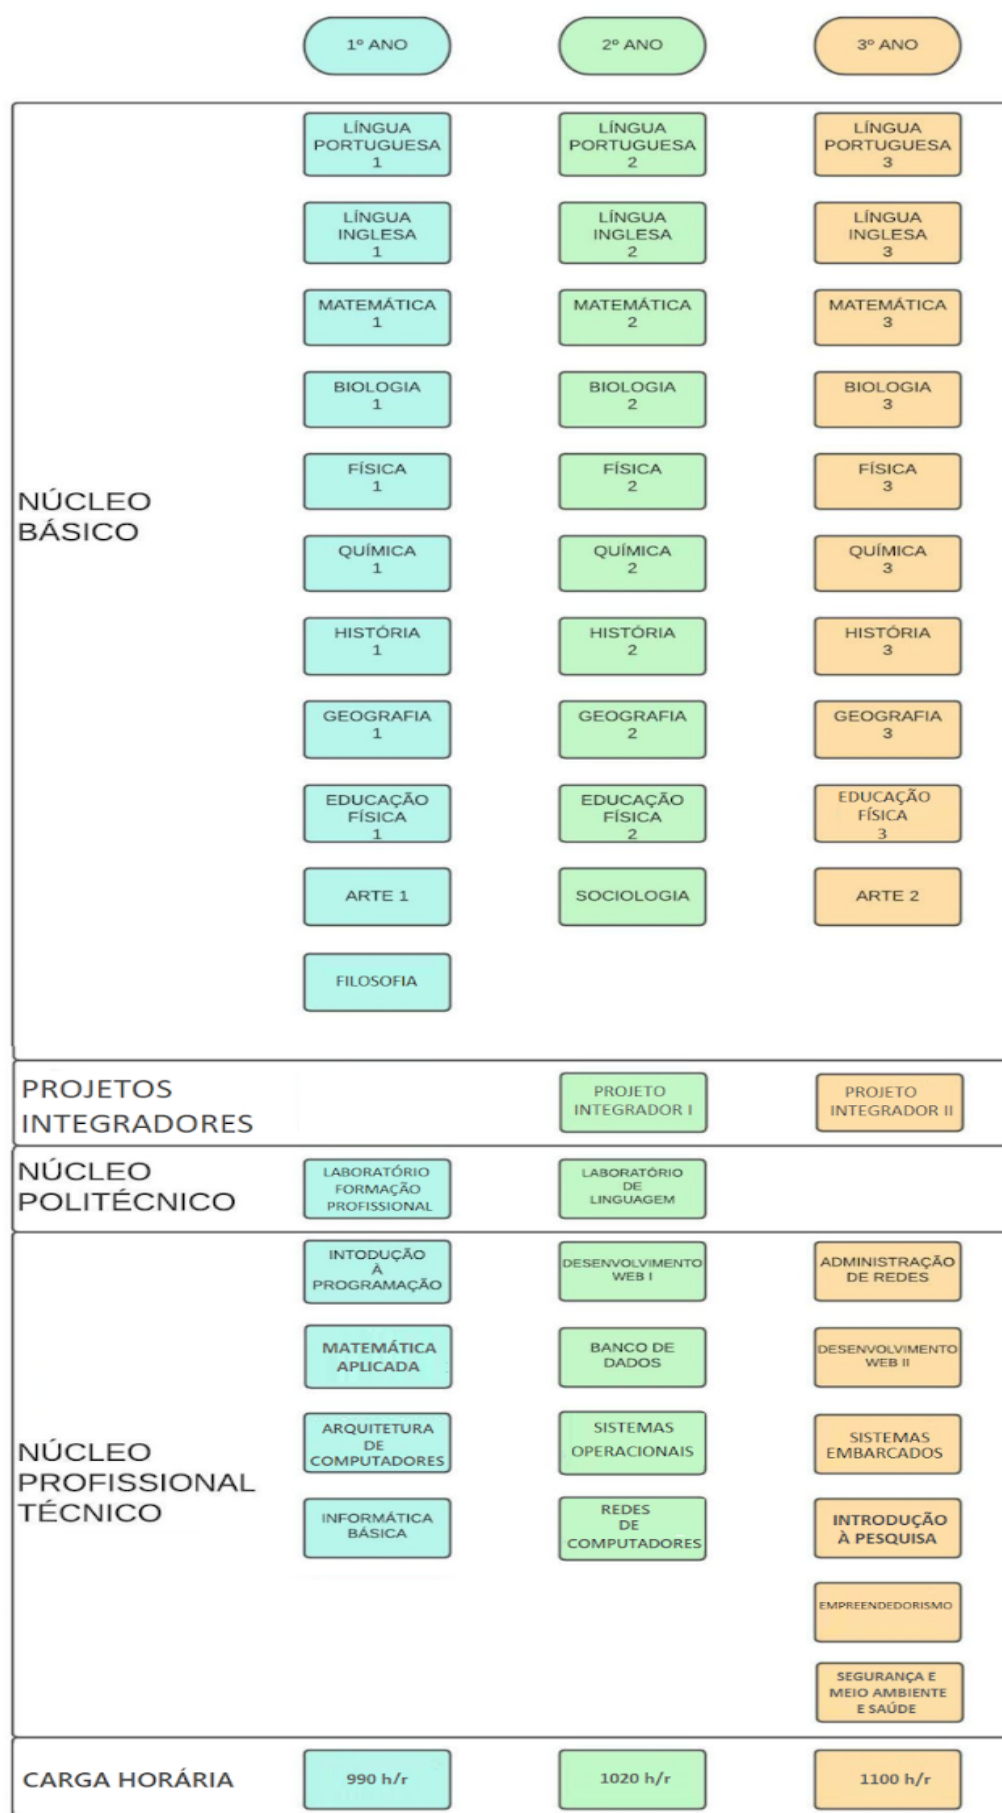 1º ANO
2º ANO
3º ANO
NÚCLEO
BÁSICO
LÍNGUA
PORTUGUESA
1
LÍNGUA
PORTUGUESA
2
LÍNGUA
PORTUGUESA
3
LÍNGUA
INGLESA
1
LÍNGUA
INGLESA
2
LÍNGUA
INGLESA
3
MATEMÁTICA
1
MATEMÁTICA
2
MATEMÁTICA
3
BIOLOGIA
1
BIOLOGIA
2
BIOLOGIA
3
FÍSICA
1
FÍSICA
2
FÍSICA
3
QUÍMICA
1
QUÍMICA
2
QUÍMICA
3
HISTÓRIA
1
HISTÓRIA
2
HISTÓRIA
3
GEOGRAFIA
1
GEOGRAFIA
2
GEOGRAFIA
3
EDUCAÇÃO
FÍSICA
1
EDUCAÇÃO
FÍSICA
2
EDUCAÇÃO
FÍSICA
3
ARTE 1
SOCIOLOGIA
ARTE 2
FILOSOFIA
PROJETOS
INTEGRADORES
PROJETO
INTEGRADOR I
PROJETO
INTEGRADOR II
NÚCLEO
POLITÉCNICO
LABORATÓRIO
FORMAÇÃO
PROFISSIONAL
LABORATÓRIO
DE
LINGUAGEM
NÚCLEO
PROFISSIONAL
TÉCNICO
INTODUÇÃO
À
PROGRAMAÇÃO
DESENVOLVIMENTO
WEB I
ADMINISTRAÇÃO
DE REDES
MATEMÁTICA
APLICADA
BANCO DE
DADOS
DESENVOLVIMENTO
WEB II
ARQUITETURA
DE
COMPUTADORES
SISTEMAS
OPERACIONAIS
SISTEMAS
EMBARCADOS
INFORMÁTICA
BÁSICA
REDES
DE
COMPUTADORES
INTRODUÇÃO
À PESQUISA
EMPREENDEDORISMO
SEGURANÇA E
MEIO AMBIENTE
E SAÚDE
CARGA HORÁRIA
990 h/r
1020 h/r
1100 h/r